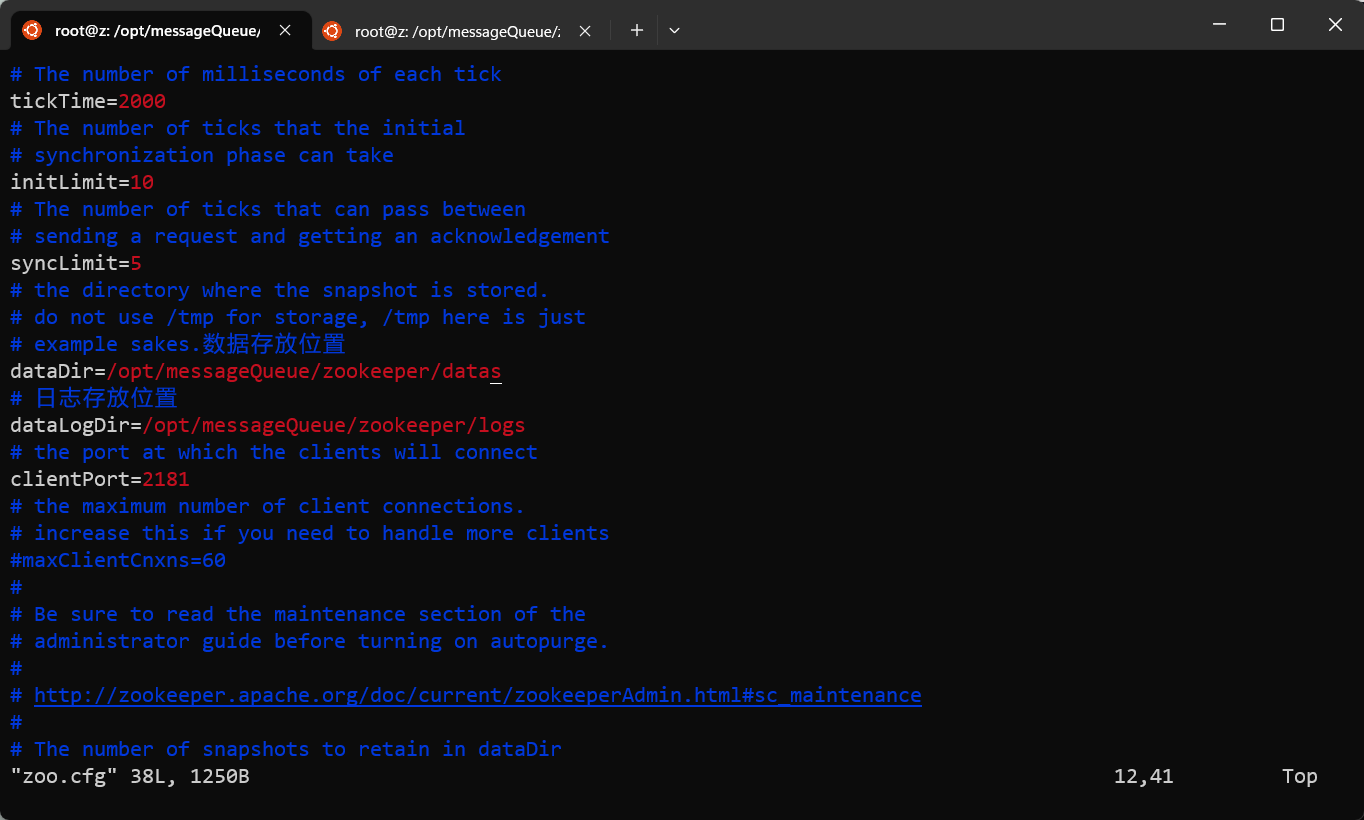 root@z: /opt/messageQueue/
root@z: /opt/messageQueue/z
# The number of milliseconds of each tick
tickTime=2000
# The number of ticks that the initial
# synchronization phase can take
initLimit=10
# The number of ticks that can pass between
# sending a request and getting an acknowledgement
syncLimit=5
# the directory where the snapshot is stored.
# do not use /tmp for storage, /tmp here is just
# example sakes.数据存放位置
dataDir=/opt/messageQueue/zookeeper/datas
# 日志存放位置
dataLogDir=/opt/messageQueue/zookeeper/logs
# the port at which the clients will connect
clientPort=2181
# the maximum number of client connections.
# increase this if you need to handle more clients
#maxClientCnxns=60
#
# Be sure to read the maintenance section of the
# administrator guide before turning on autopurge.
#
# http://zookeeper.apache.org/doc/current/zookeeperAdmin.html#sc_maintenance
#
# The number of snapshots to retain in dataDir
"zoo.cfg" 38L, 1250B 12,41 Top